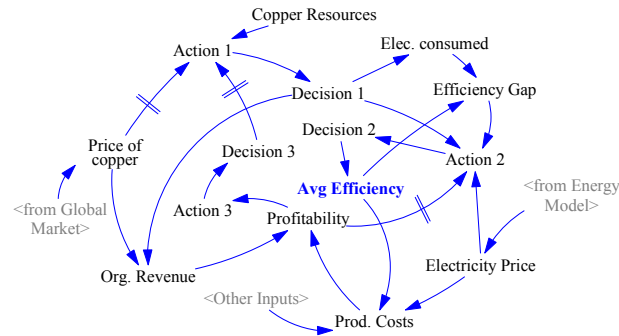 Copper Resources
Action 1
Elec. consumed
Decision 1
Efficiency Gap
Decision 2
Price of
copper
Decision 3
Action 2
Avg Efficiency
<from Global
Market>
Action 3
Profitability
<from Energy
Model>
Org. Revenue
Electricity Price
<Other Inputs>
Prod. Costs